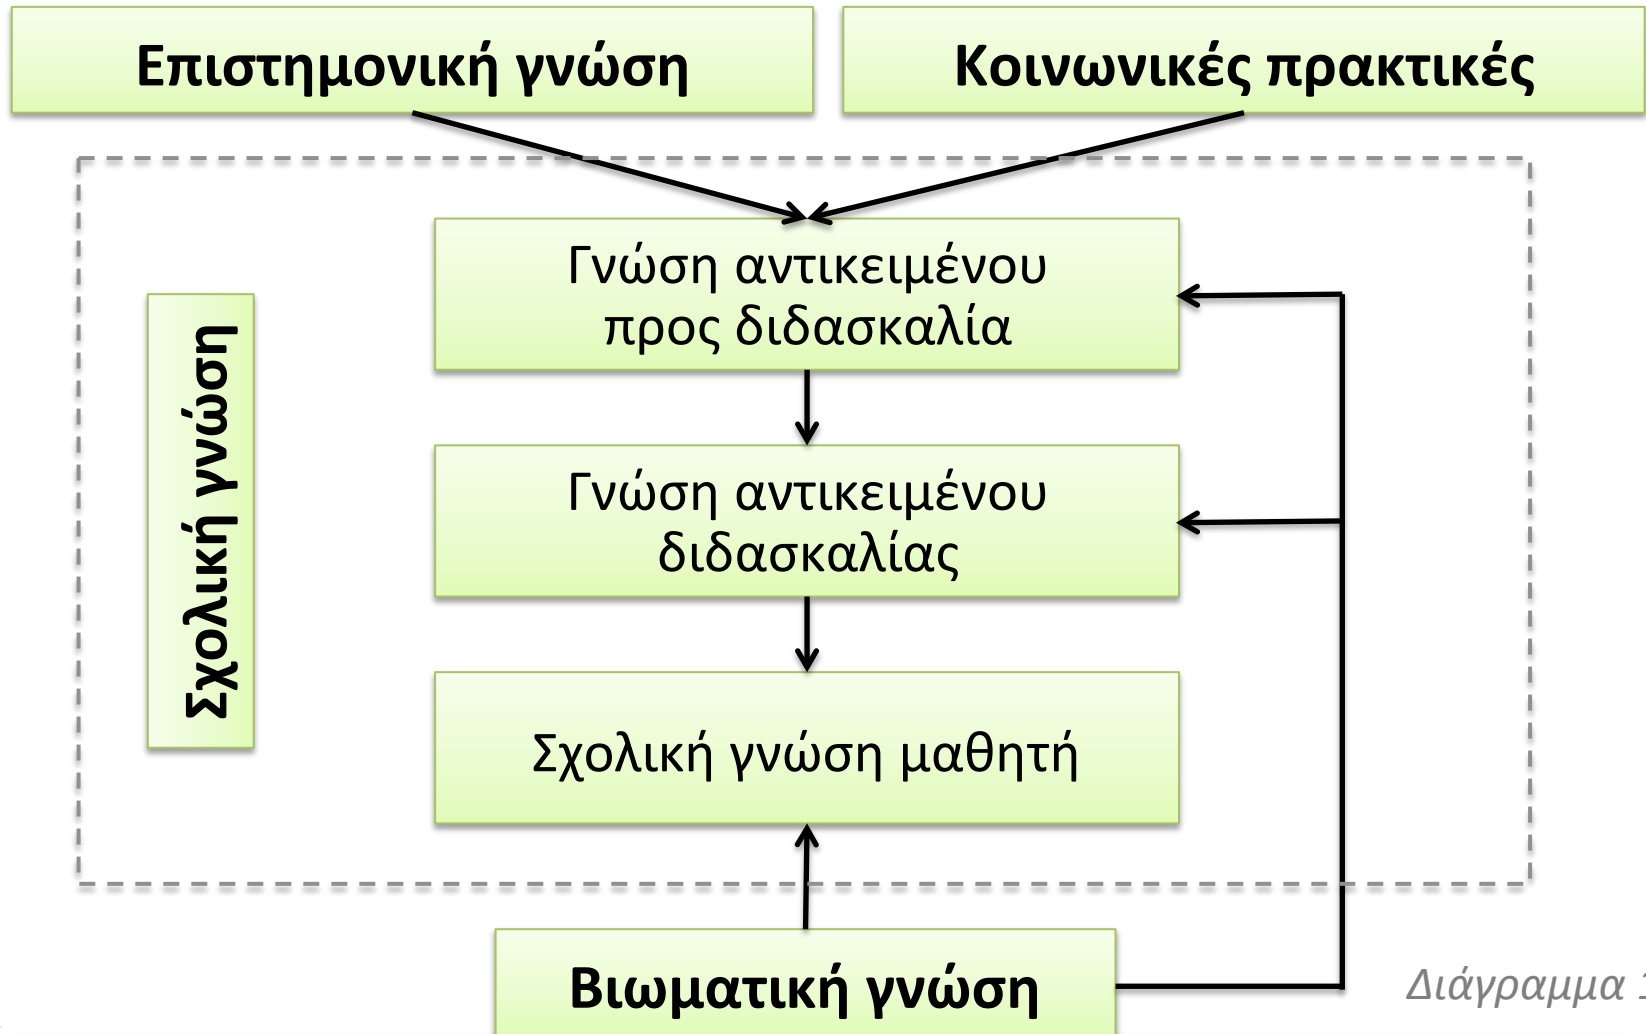 Επιστημονική γνώση
Κοινωνικές πρακτικές
Γνώση αντικειμένου
προς διδασκαλία
Σχολική γνώση
Γνώση αντικειμένου
διδασκαλίας
Σχολική γνώση μαθητή
Βιωματική γνώση
Διάγραμμα 1